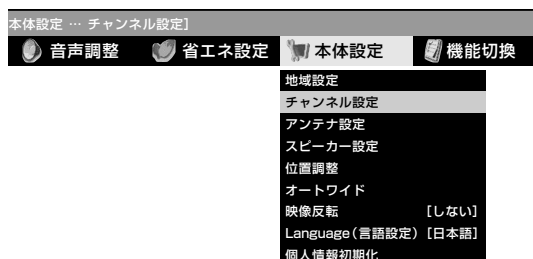 本体設定 … チャンネル設定]
音声調整 省エネ設定 本体設定 機能切換
地域設定
チャンネル設定
アンテナ設定
スピーカー設定
位置調整
オートワイド
映像反転 [しない]
Language(言語設定) [日本語]
個人情報初期化